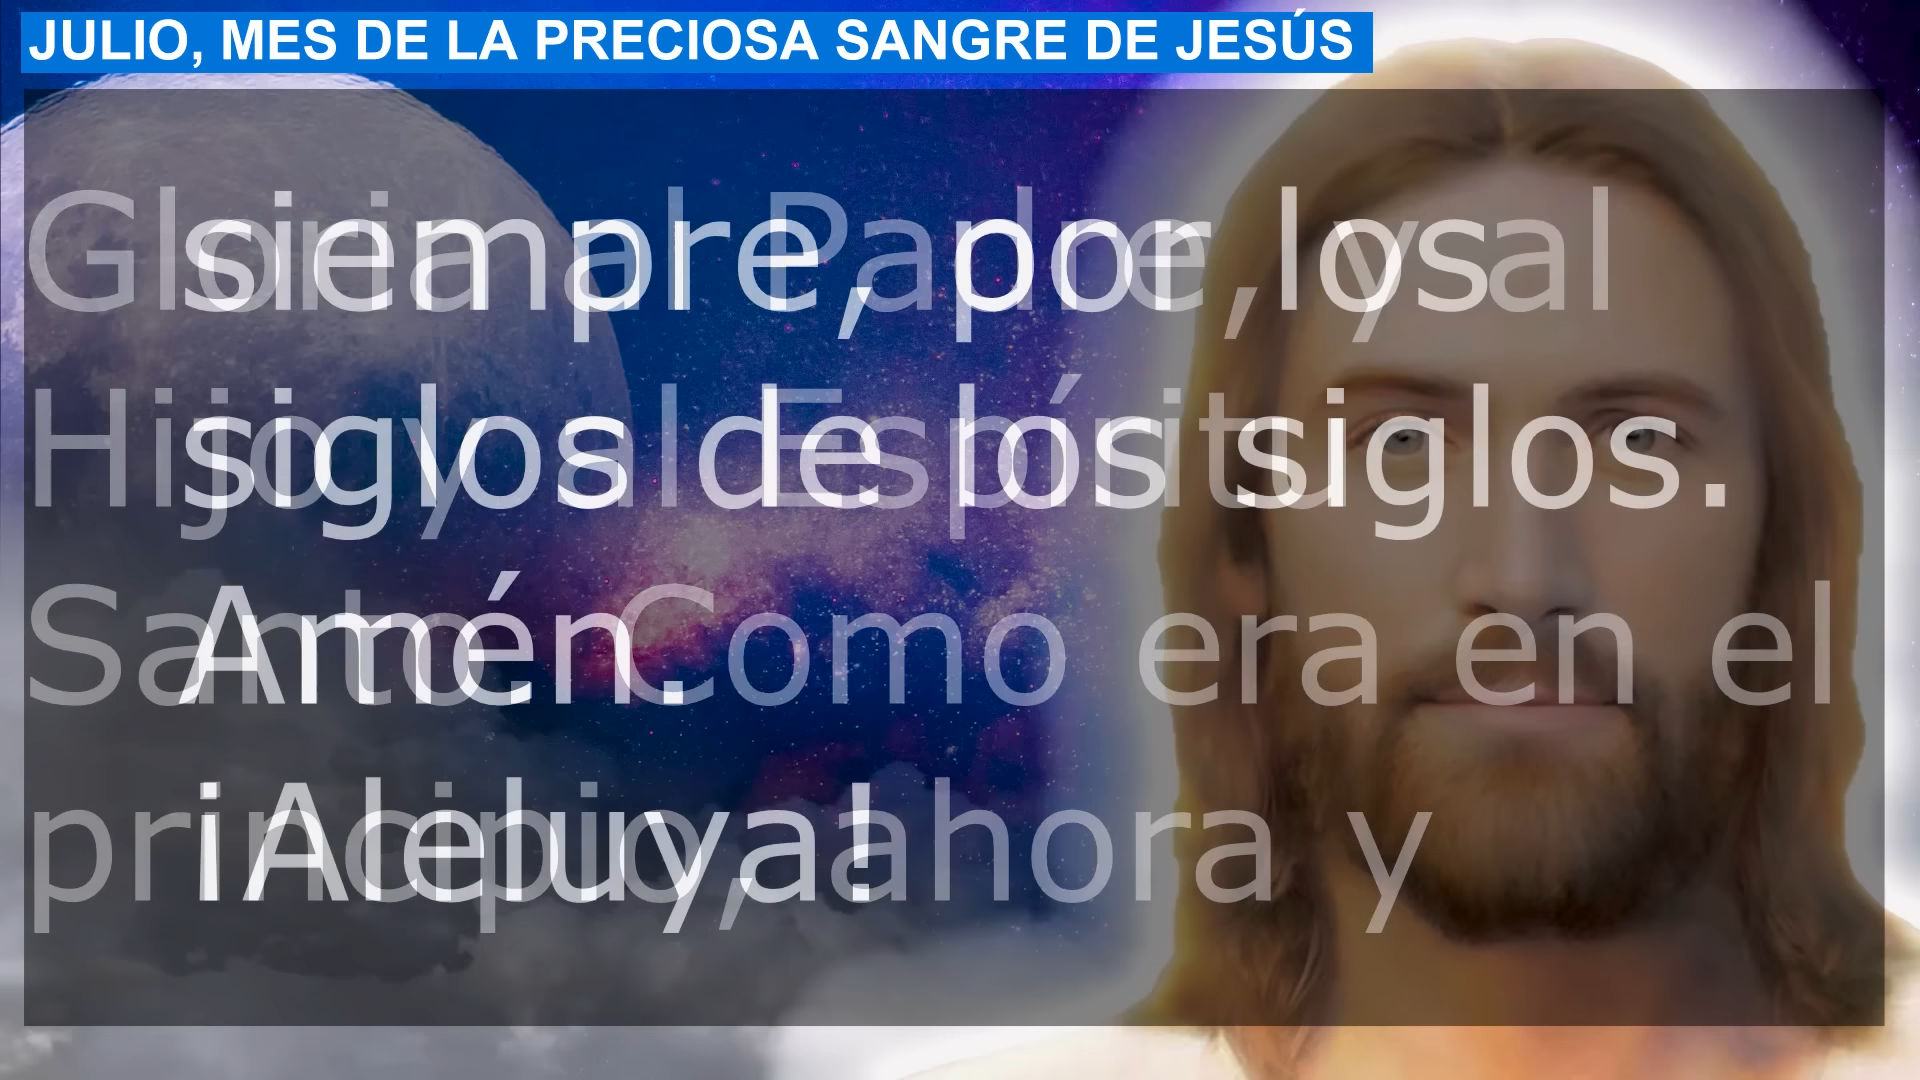 JULIO, MES DE LA PRECIOSA SANGRE DE JESÚS
Gloria al Padre, y al
Hijo y al Espíritu
Santo. Como era en el
principio, ahora y
siempre, por los
siglos de los siglos.
Amén.
¡Aleluya!